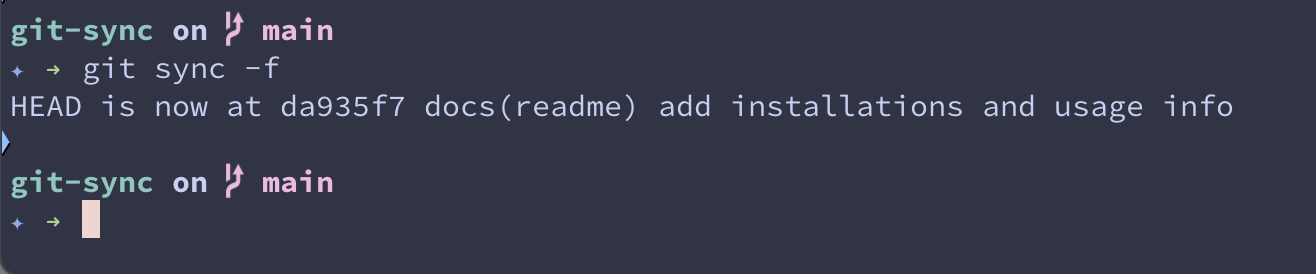 git-sync on main
✦ ➜ git sync -f
HEAD is now at da935f7 docs(readme) add installations and usage info
git-sync on main
✦ ➜